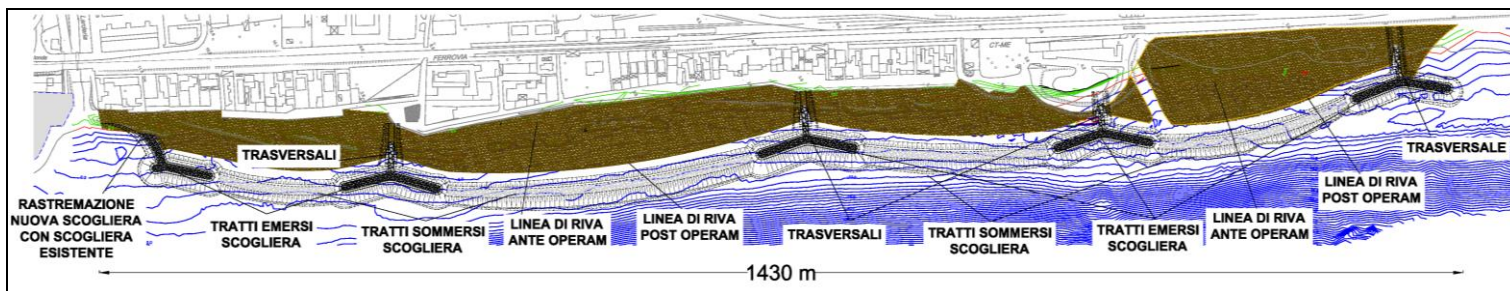 CT-ME
FERROVIA
TRASVERSALI
TRASVERSALE
RASTREMAZIONE
NUOVA SCOGLIERA
CON SCOGLIERA
ESISTENTE
TRATTI EMERSI
SCOGLIERA
TRATTI SOMMERSI
SCOGLIERA
LINEA DI RIVA
ANTE OPERAM
LINEA DI RIVA
POST OPERAM
TRASVERSALI
TRATTI SOMMERSI
SCOGLIERA
TRATTI EMERSI
SCOGLIERA
LINEA DI RIVA
ANTE OPERAM
LINEA DI RIVA
POST OPERAM
1430 m